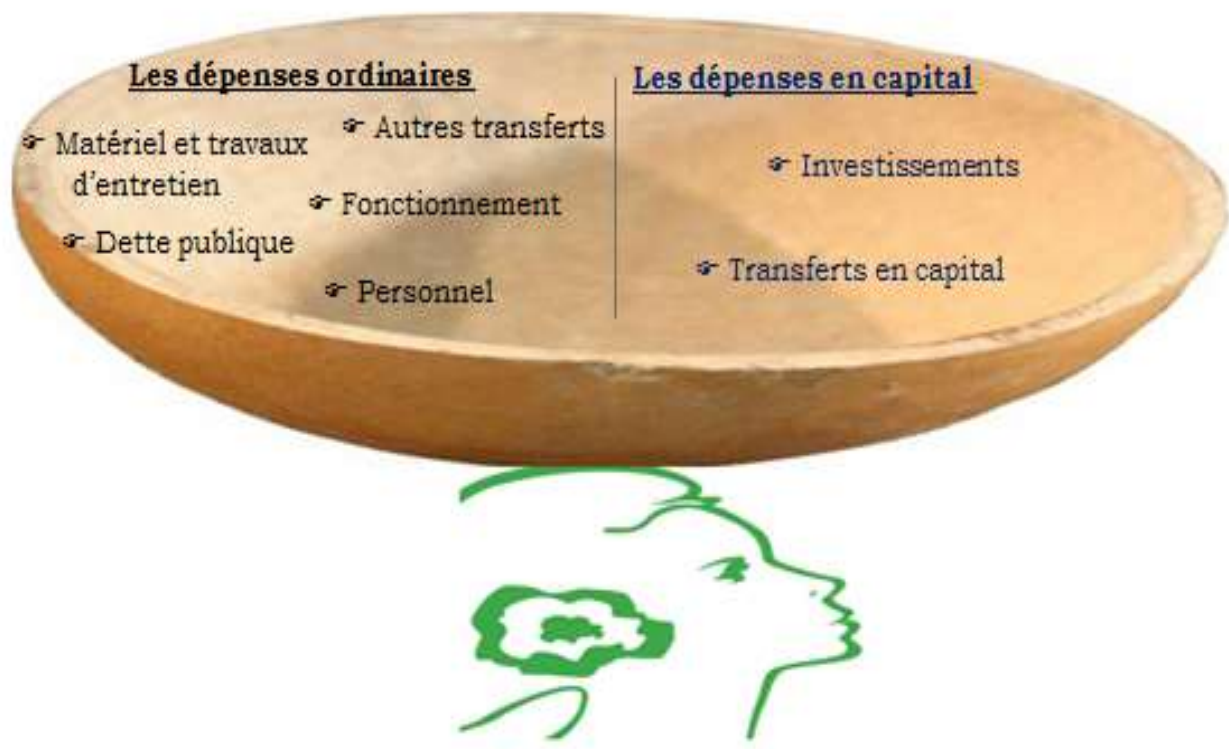 Les dépenses ordinaires
☞ Autres transferts
☞ Matériel et travaux
d'entretien
☞ Fonctionnement
☞ Dette publique
☞ Personnel
Les dépenses en capital
☞ Investissements
☞ Transferts en capital